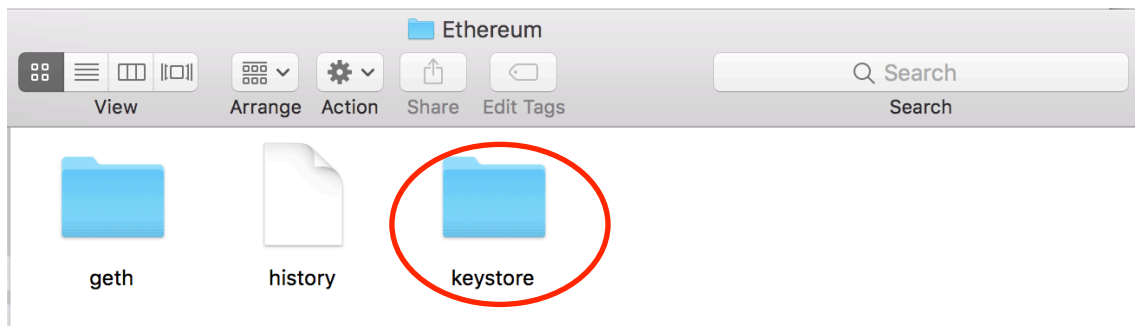 Ethereum
Search
View Arrange Action Share Edit Tags Search
geth history keystore